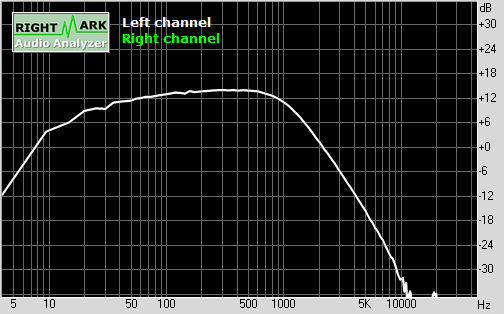 RIGHT MARK
Audio Analyzer
Left channel
Right channel
dB
+30
+24
+18
+12
+6
+0
-6
-12
-18
-24
-30
5 10 50 100 500 1000 5K 10000 Hz